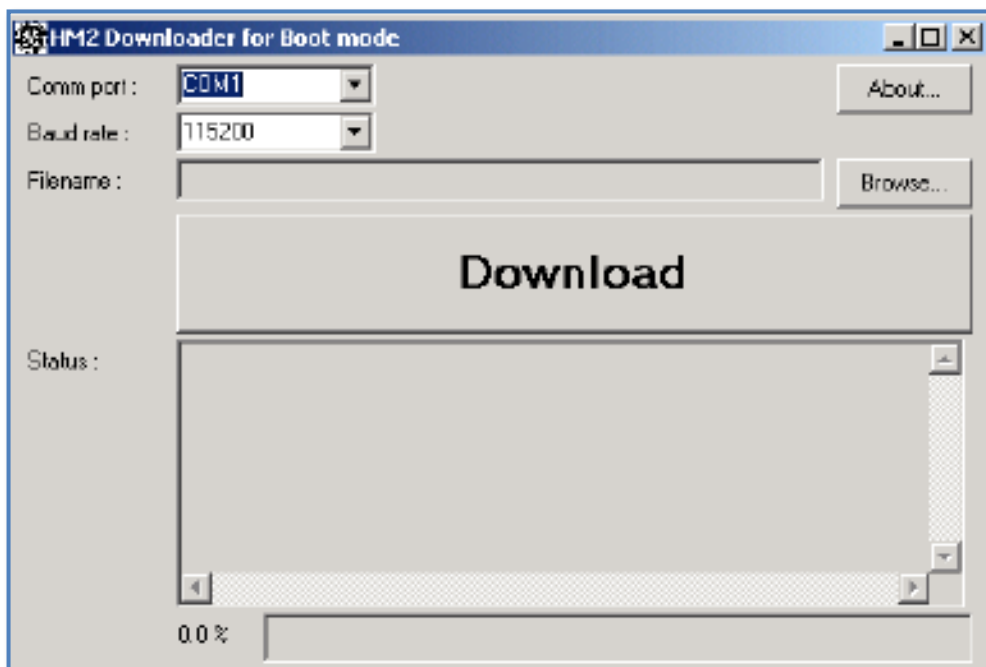 HM2 Downloader for Boot mode
Comm port : COM1 About...
Baud rate : 115200
Filename : Browse...
Download
Status :
0.0 %